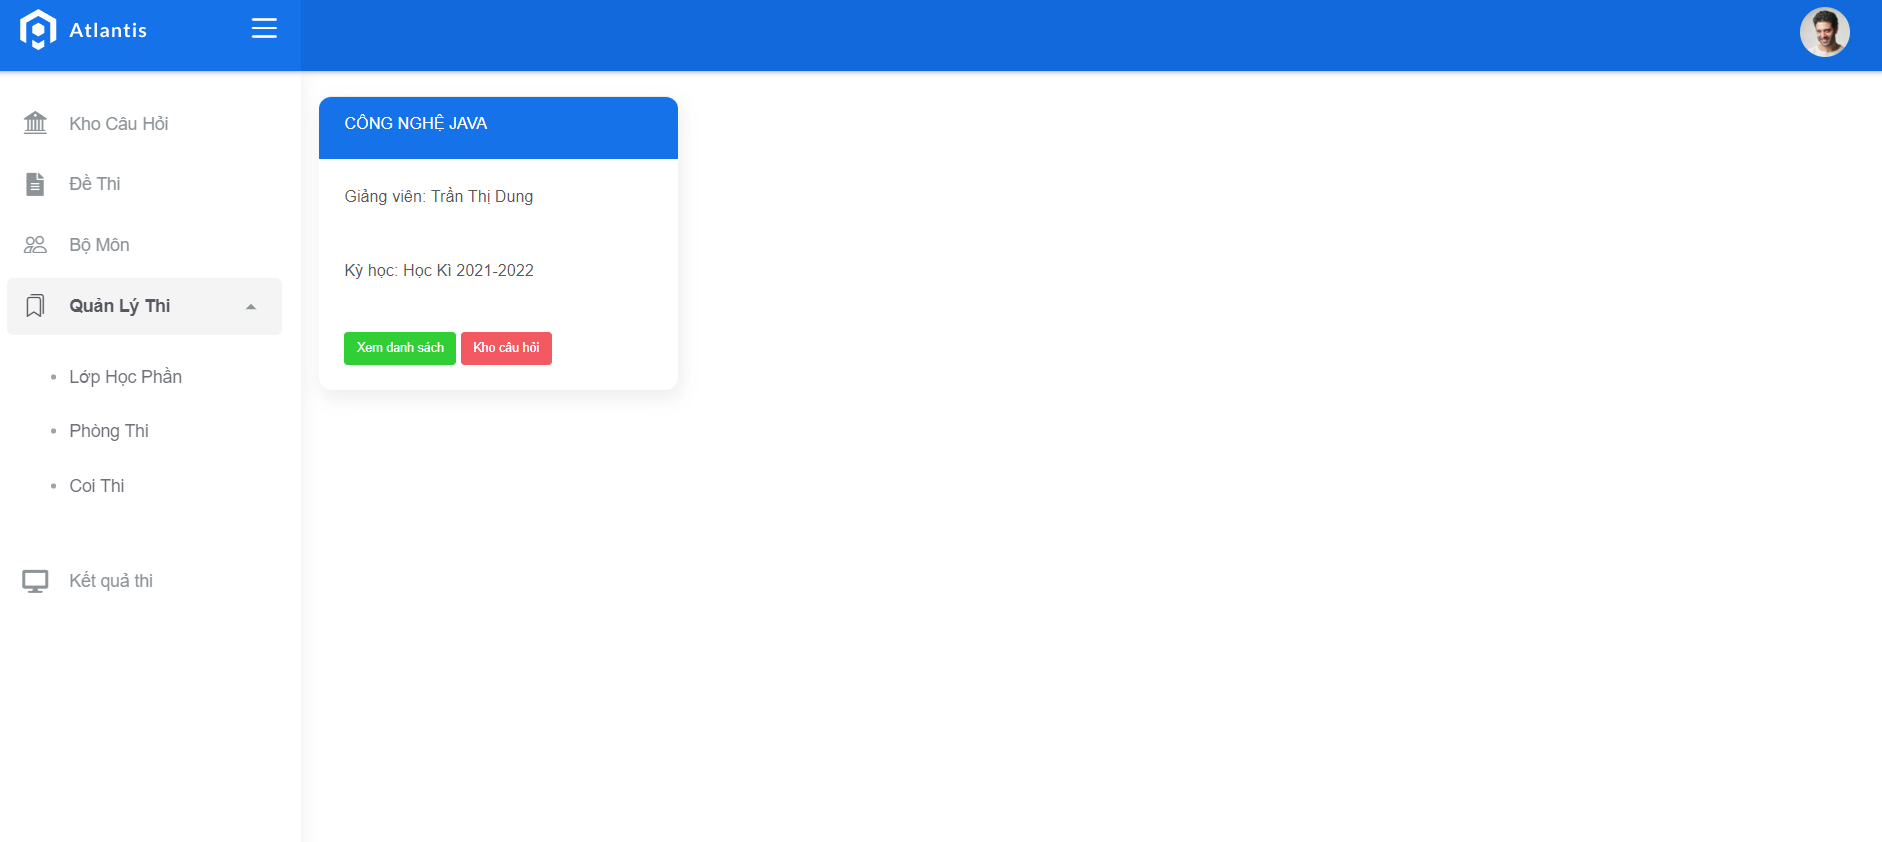 Atlantis
Kho Câu Hỏi
Đề Thi
Bộ Môn
Quản Lý Thi
Lớp Học Phần
Phòng Thi
Coi Thi
Kết quả thi
CÔNG NGHỆ JAVA
Giảng viên: Trần Thị Dung
Kỳ học: Học Kì 2021-2022
Xem danh sách Kho câu hỏi